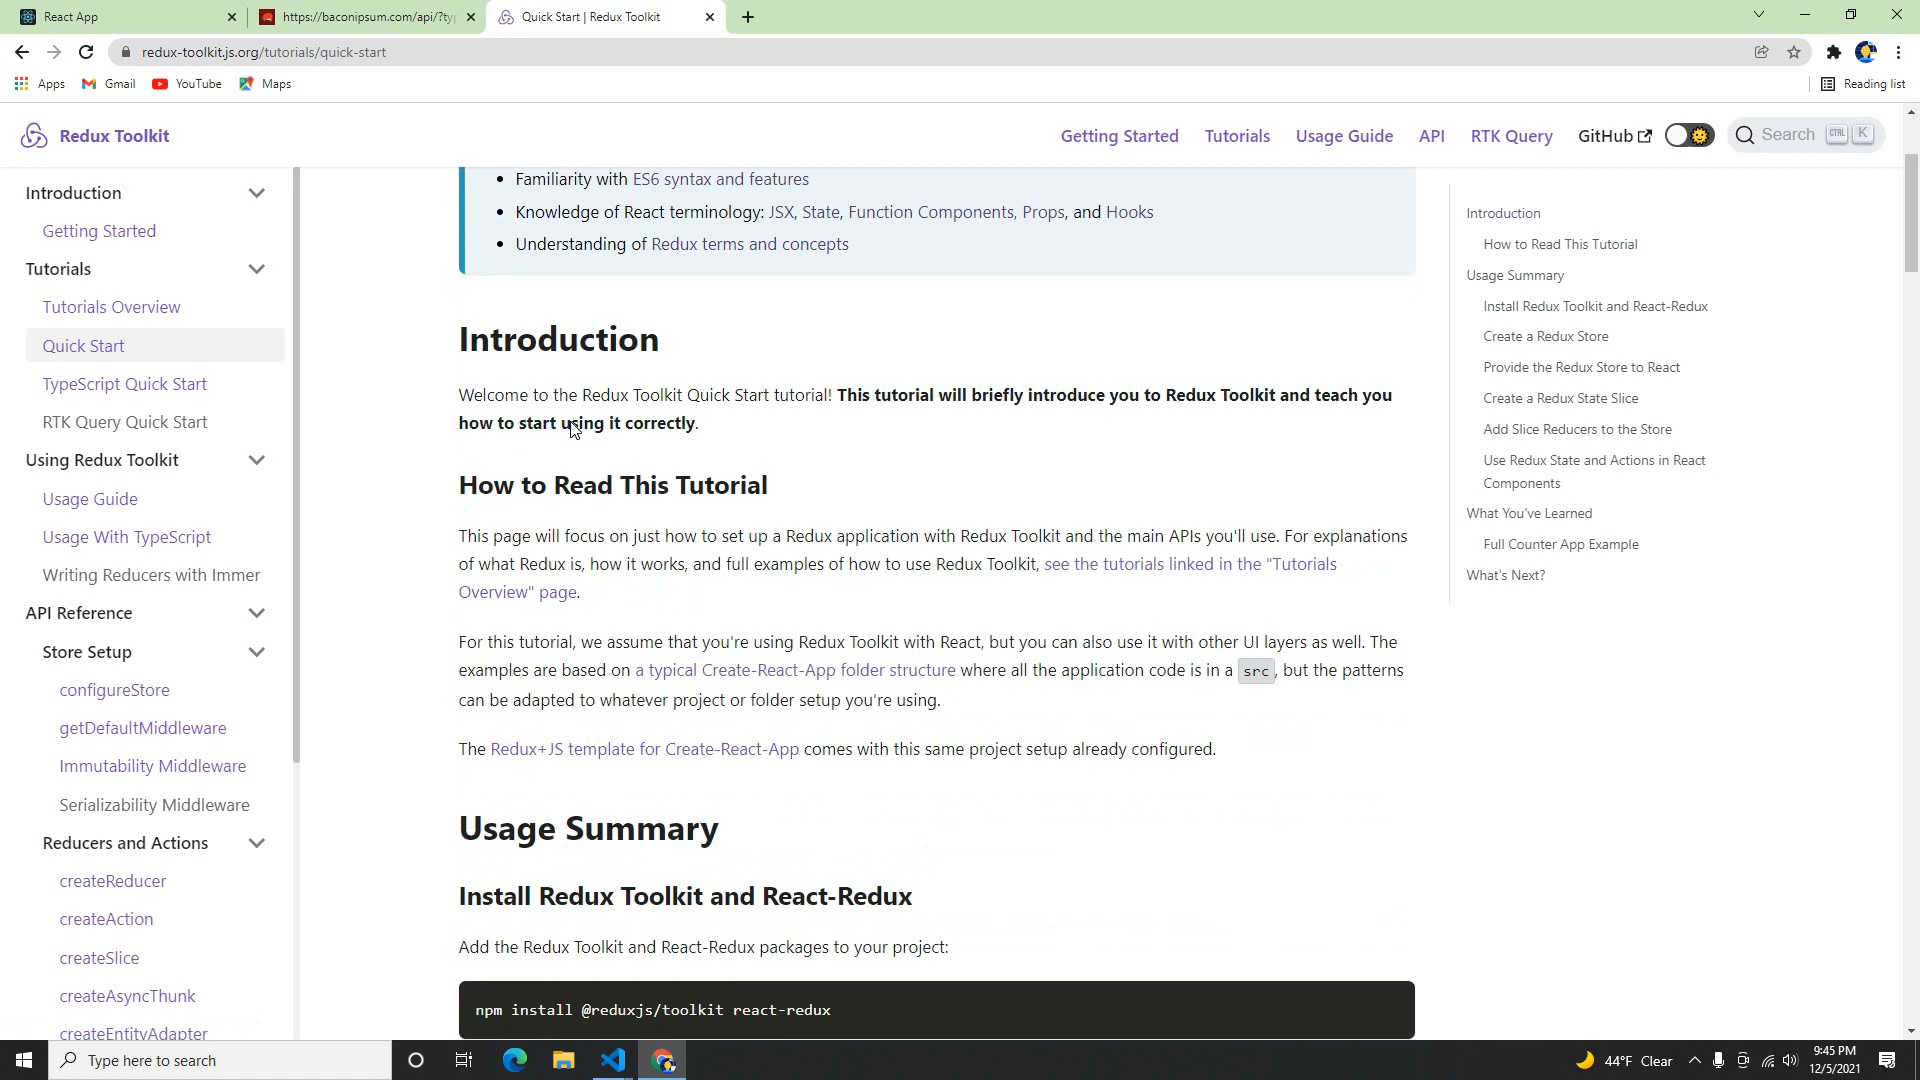 React App
https://baconipsum.com/api/?typ
Quick Start | Redux Toolkit
redux-toolkit.js.org/tutorials/quick-start
Apps
Gmail
YouTube
Maps
Reading list
Redux Toolkit
Getting Started
Tutorials
Usage Guide
API
RTK Query
GitHub
Search
CTRL
K
Introduction
Getting Started
Tutorials
Tutorials Overview
Quick Start
TypeScript Quick Start
RTK Query Quick Start
Using Redux Toolkit
Usage Guide
Usage With TypeScript
Writing Reducers with Immer
API Reference
Store Setup
configureStore
getDefaultMiddleware
Immutability Middleware
Serializability Middleware
Reducers and Actions
createReducer
createAction
createSlice
createAsyncThunk
createEntityAdapter
• Familiarity with ES6 syntax and features
• Knowledge of React terminology: JSX, State, Function Components, Props, and Hooks
• Understanding of Redux terms and concepts
Introduction
Welcome to the Redux Toolkit Quick Start tutorial! This tutorial will briefly introduce you to Redux Toolkit and teach you
how to start using it correctly.
How to Read This Tutorial
This page will focus on just how to set up a Redux application with Redux Toolkit and the main APIs you'll use. For explanations
of what Redux is, how it works, and full examples of how to use Redux Toolkit, see the tutorials linked in the "Tutorials
Overview" page.
For this tutorial, we assume that you're using Redux Toolkit with React, but you can also use it with other UI layers as well. The
examples are based on a typical Create-React-App folder structure where all the application code is in a src, but the patterns
can be adapted to whatever project or folder setup you're using.
The Redux+JS template for Create-React-App comes with this same project setup already configured.
Usage Summary
Install Redux Toolkit and React-Redux
Add the Redux Toolkit and React-Redux packages to your project:
npm install @reduxjs/toolkit react-redux
Introduction
How to Read This Tutorial
Usage Summary
Install Redux Toolkit and React-Redux
Create a Redux Store
Provide the Redux Store to React
Create a Redux State Slice
Add Slice Reducers to the Store
Use Redux State and Actions in React
Components
What You've Learned
Full Counter App Example
What's Next?
Type here to search
44°F Clear
9:45 PM
12/5/2021